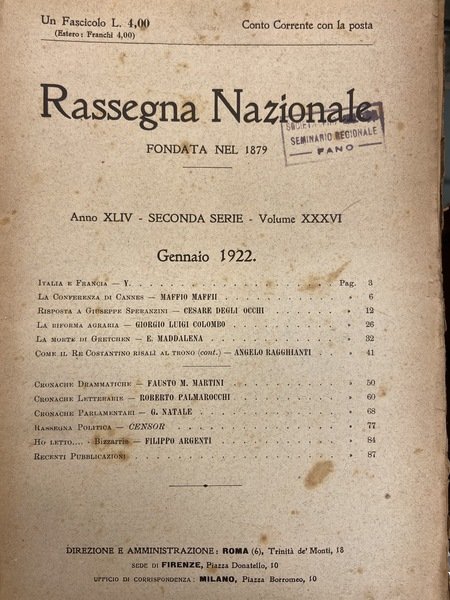 Un Fascicolo L. 4,00
(Estero: Franchi 4,00)
Conto Corrente con la posta
Rassegna Nazionale
SOCIETÀ
SEMINARIO REGIONALE
FANO
FONDATA NEL 1879
Anno XLIV - SECONDA SERIE - Volume XXXVI
Gennaio 1922.
Italia e Francia — Y. . . . . . . . . . . . . . . . . . Pag. 3
La Conferenza di Cannes — MAFFIO MAFFII . . . . . . . . . » 6
Risposta a Giuseppe Speranzini — CESARE DEGLI OCCHI . . . . . . » 12
La riforma agraria — GIORGIO LUIGI COLOMBO . . . . . . . . » 26
La morte di Gretchen — E. MADDALENA . . . . . . . . . . » 32
Come il Re Costantino risalì al trono (cont.) — ANGELO RAGGHIANTI . . » 41
Cronache Drammatiche — FAUSTO M. MARTINI . . . . . . . . » 50
Cronache Letterarie — ROBERTO PALMAROCCHI . . . . . . . . » 60
Cronache Parlamentari — G. NATALE . . . . . . . . . . » 68
Rassegna Politica — CENSOR . . . . . . . . . . . . » 77
Ho letto.... - Bizzarrie — FILIPPO ARGENTI . . . . . . . . . » 84
Recenti Pubblicazioni . . . . . . . . . . . . . . » 87
DIREZIONE E AMMINISTRAZIONE: ROMA (6), Trinità de' Monti, 18
SEDE DI FIRENZE, Piazza Donatello, 10
UFFICIO DI CORRISPONDENZA: MILANO, Piazza Borromeo, 10